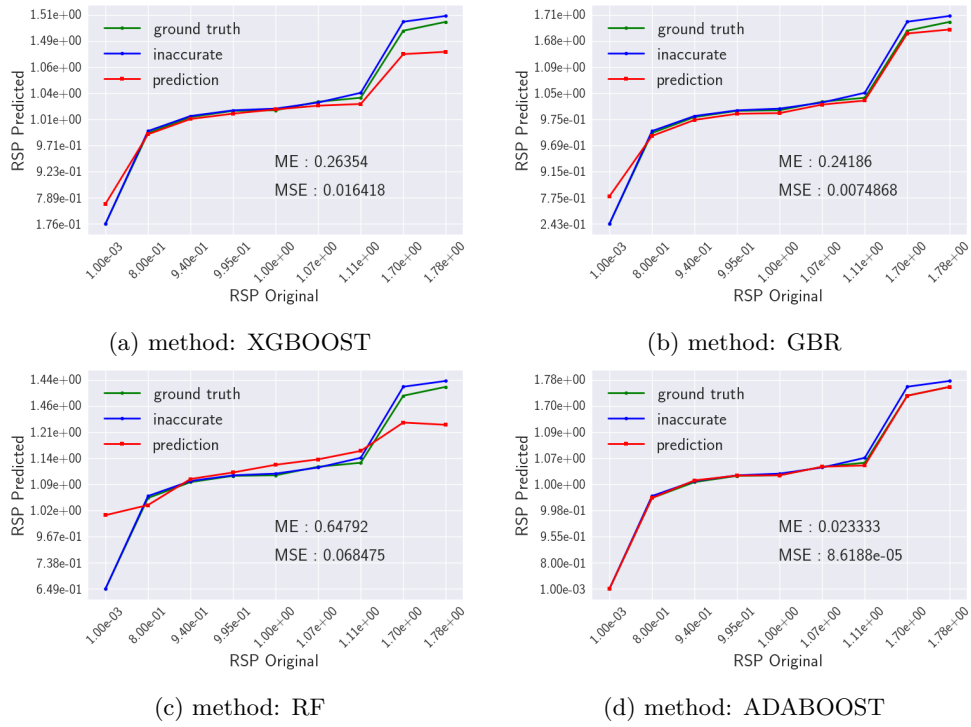 1.51e+00
1.49e+00
1.06e+00
1.04e+00
1.01e+00
9.71e-01
9.23e-01
7.89e-01
1.76e-01
RSP Predicted
ground truth
inaccurate
prediction
ME : 0.26354
MSE : 0.016418
1.00e-03
8.00e-01
9.40e-01
9.95e-01
1.00e+00
1.07e+00
1.11e+00
1.70e+00
1.78e+00
RSP Original
(a) method: XGBOOST
1.71e+00
1.68e+00
1.09e+00
1.05e+00
9.75e-01
9.69e-01
9.15e-01
7.75e-01
2.43e-01
RSP Predicted
ground truth
inaccurate
prediction
ME : 0.24186
MSE : 0.0074868
1.00e-03
8.00e-01
9.40e-01
9.95e-01
1.00e+00
1.07e+00
1.11e+00
1.70e+00
1.78e+00
RSP Original
(b) method: GBR
1.44e+00
1.46e+00
1.21e+00
1.14e+00
1.09e+00
1.02e+00
9.67e-01
7.38e-01
6.49e-01
RSP Predicted
ground truth
inaccurate
prediction
ME : 0.64792
MSE : 0.068475
1.00e-03
8.00e-01
9.40e-01
9.95e-01
1.00e+00
1.07e+00
1.11e+00
1.70e+00
1.78e+00
RSP Original
(c) method: RF
1.78e+00
1.70e+00
1.09e+00
1.07e+00
1.00e+00
9.98e-01
9.55e-01
8.00e-01
1.00e-03
RSP Predicted
ground truth
inaccurate
prediction
ME : 0.023333
MSE : 8.6188e-05
1.00e-03
8.00e-01
9.40e-01
9.95e-01
1.00e+00
1.07e+00
1.11e+00
1.70e+00
1.78e+00
RSP Original
(d) method: ADABOOST